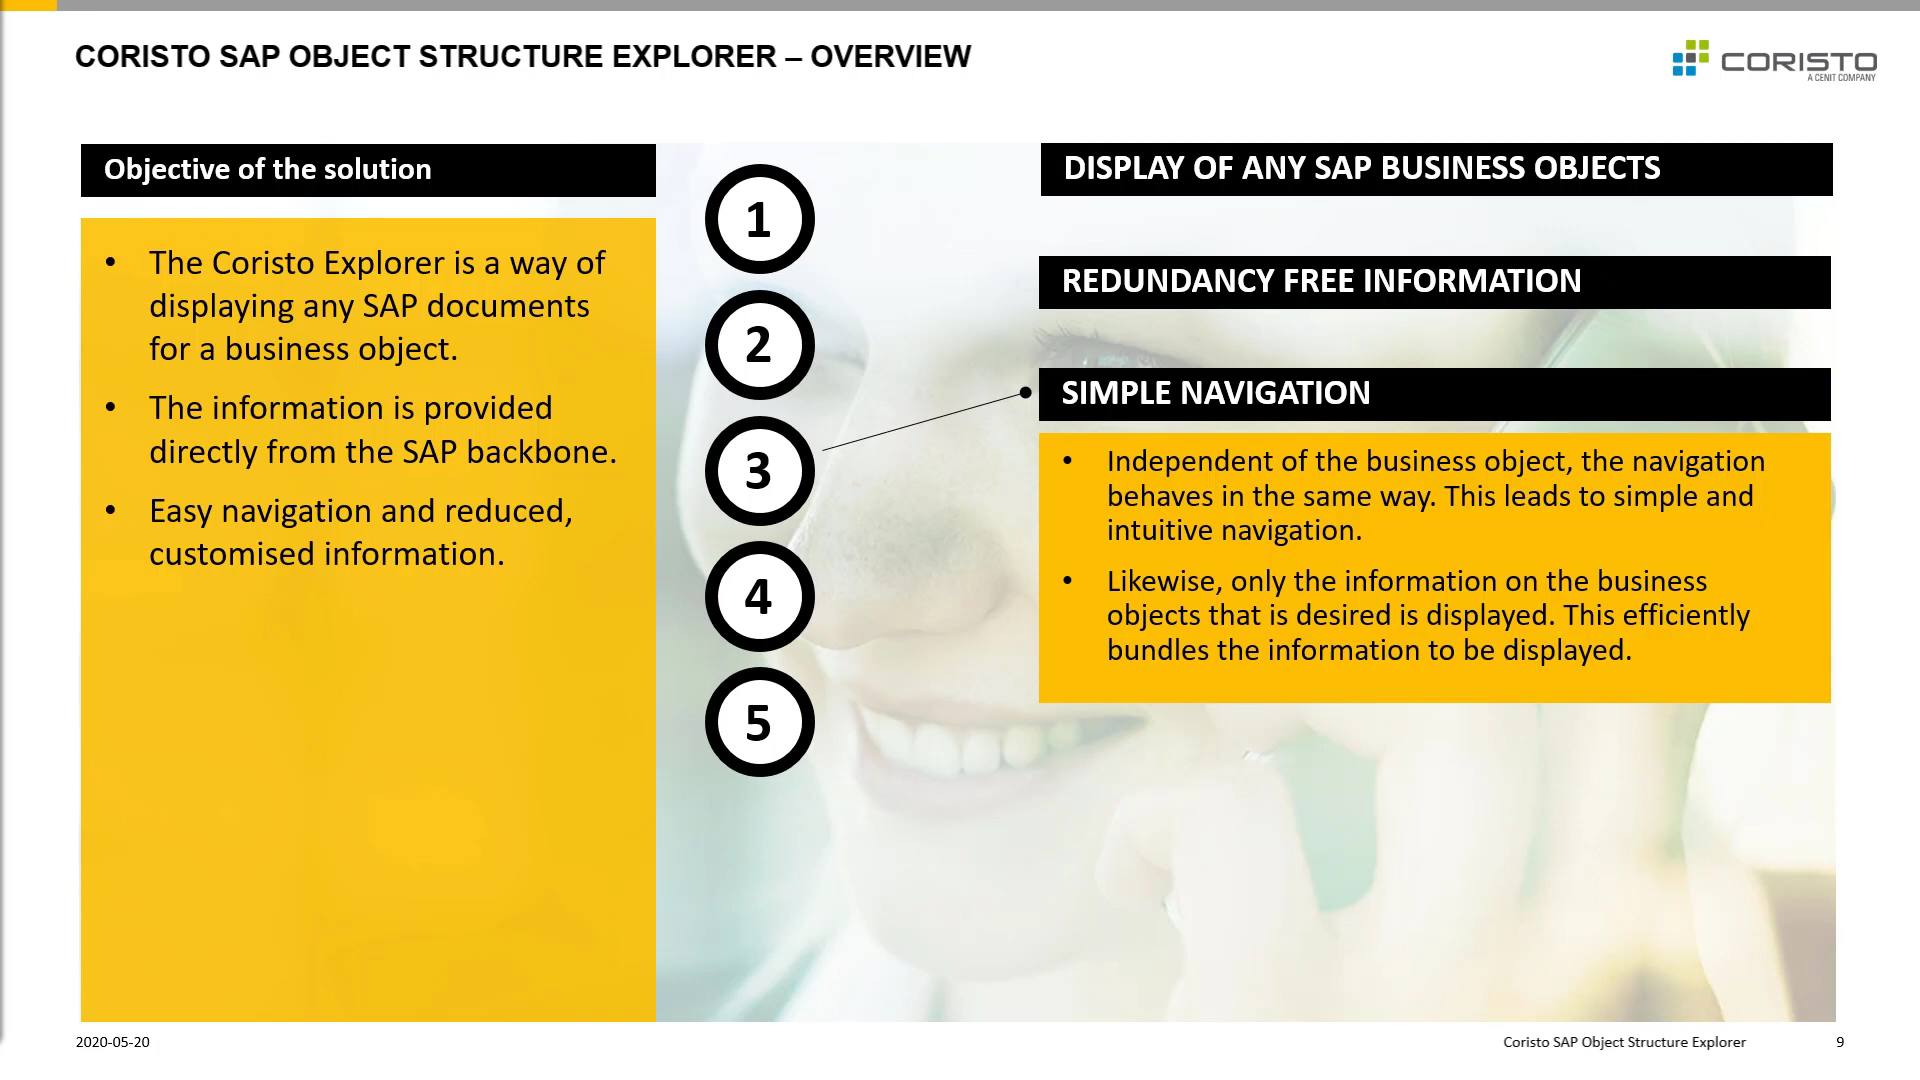 CORISTO SAP OBJECT STRUCTURE EXPLORER – OVERVIEW
CORISTO
A CENIT COMPANY
Objective of the solution
• The Coristo Explorer is a way of
displaying any SAP documents
for a business object.
• The information is provided
directly from the SAP backbone.
• Easy navigation and reduced,
customised information.
1
2
3
4
5
DISPLAY OF ANY SAP BUSINESS OBJECTS
REDUNDANCY FREE INFORMATION
SIMPLE NAVIGATION
• Independent of the business object, the navigation
behaves in the same way. This leads to simple and
intuitive navigation.
• Likewise, only the information on the business
objects that is desired is displayed. This efficiently
bundles the information to be displayed.
2020-05-20
Coristo SAP Object Structure Explorer
9